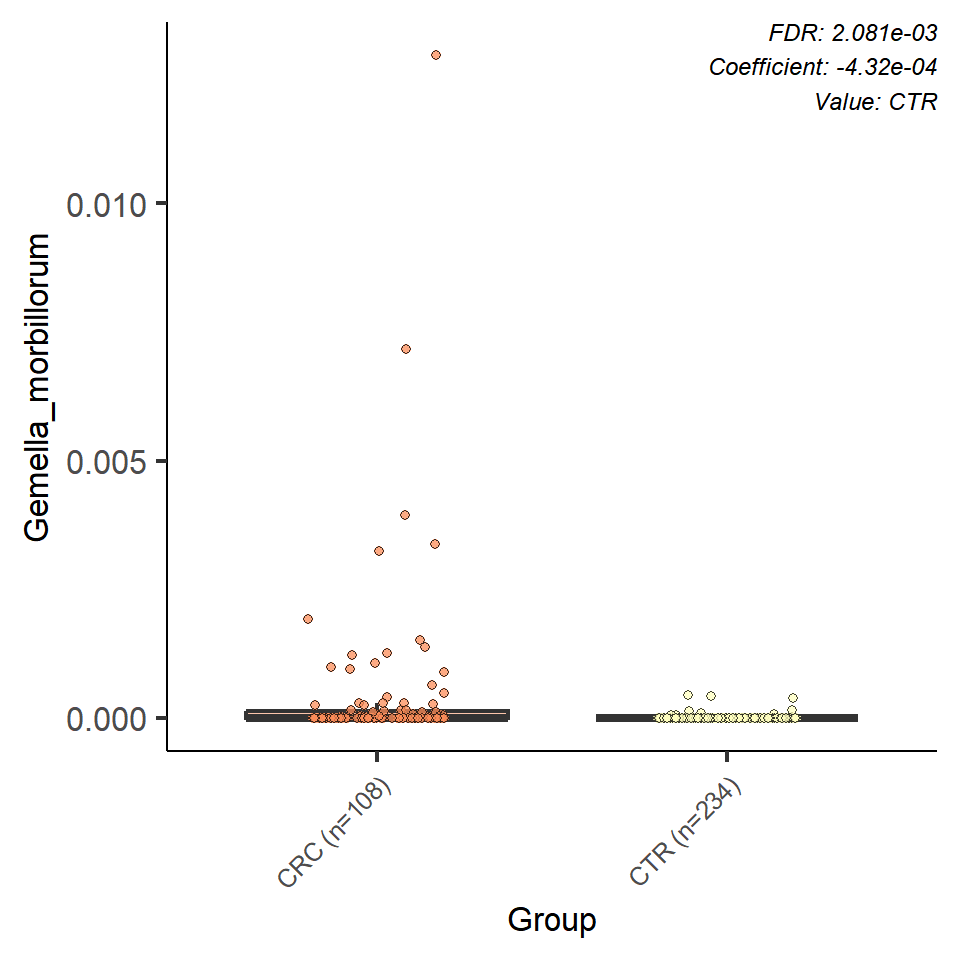 FDR: 2.081e-03
Coefficient: -4.32e-04
Value: CTR
Gemella_morbillorum
0.010
0.005
0.000
CRC (n=108)
CTR (n=234)
Group